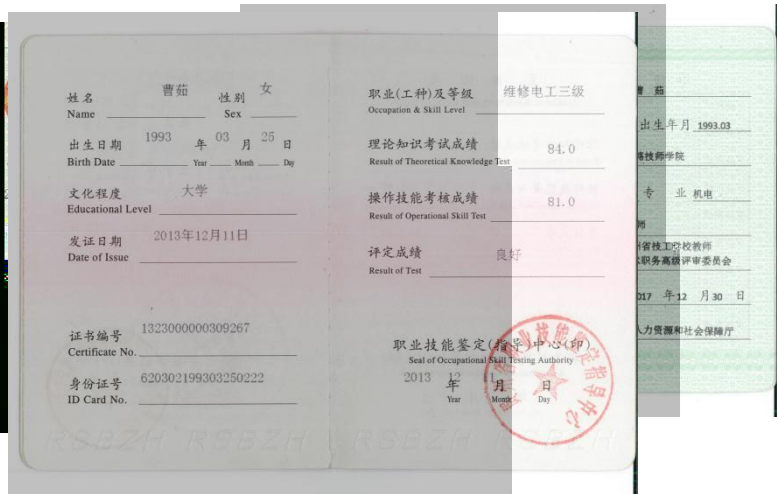 姓名 曹茹 性别 女
Name Sex
出生日期 1993 年 03 月 25 日
Birth Date Year Month Day
文化程度 大学
Educational Level
发证日期 2013年12月11日
Date of Issue
证书编号 1323000000309267
Certificate No.
身份证号 620302199303250222
ID Card No.
职业(工种)及等级 维修电工三级
Occupation & Skill Level
理论知识考试成绩 84.0
Result of Theoretical Knowledge Test
操作技能考核成绩 81.0
Result of Operational Skill Test
评定成绩 良好
Result of Test
职业技能鉴定(指导)中心(印)
Seal of Occupational Skill Testing Authority
2013 年 12 月 11 日
Year Month Day
RSBZH RSBZH RSBZH RSBZH
茹
出生年月 1993.03
技师学院
专 业 机电
师
省技工学校教师
职务高级评审委员会
017 年 12 月 30 日
人力资源和社会保障厅